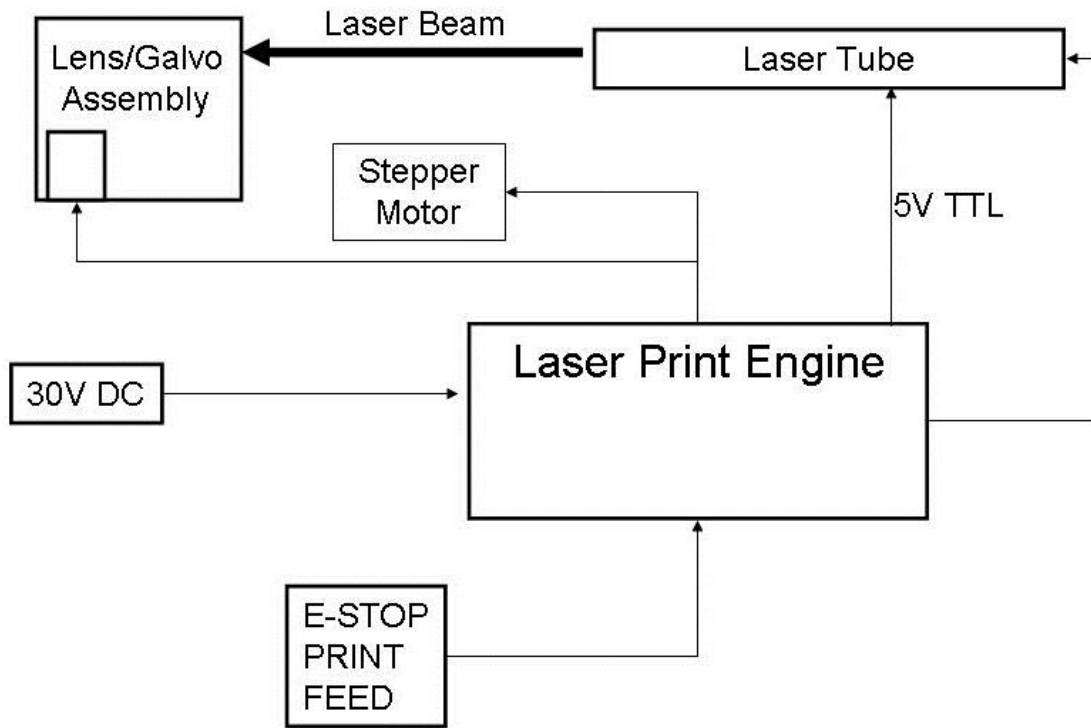 Laser Beam
Lens/Galvo
Assembly
Laser Tube
Stepper
Motor
5V TTL
Laser Print Engine
30V DC
E-STOP
PRINT
FEED